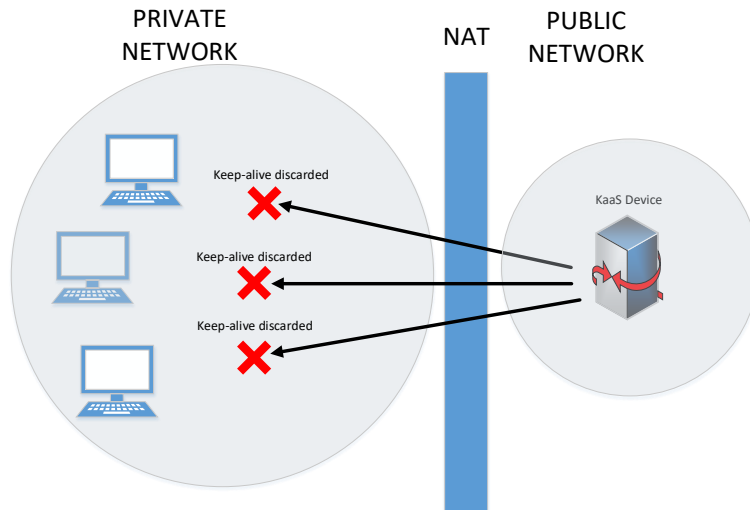 PRIVATE
NETWORK
NAT
PUBLIC
NETWORK
Keep-alive discarded
KaaS Device
Keep-alive discarded
Keep-alive discarded